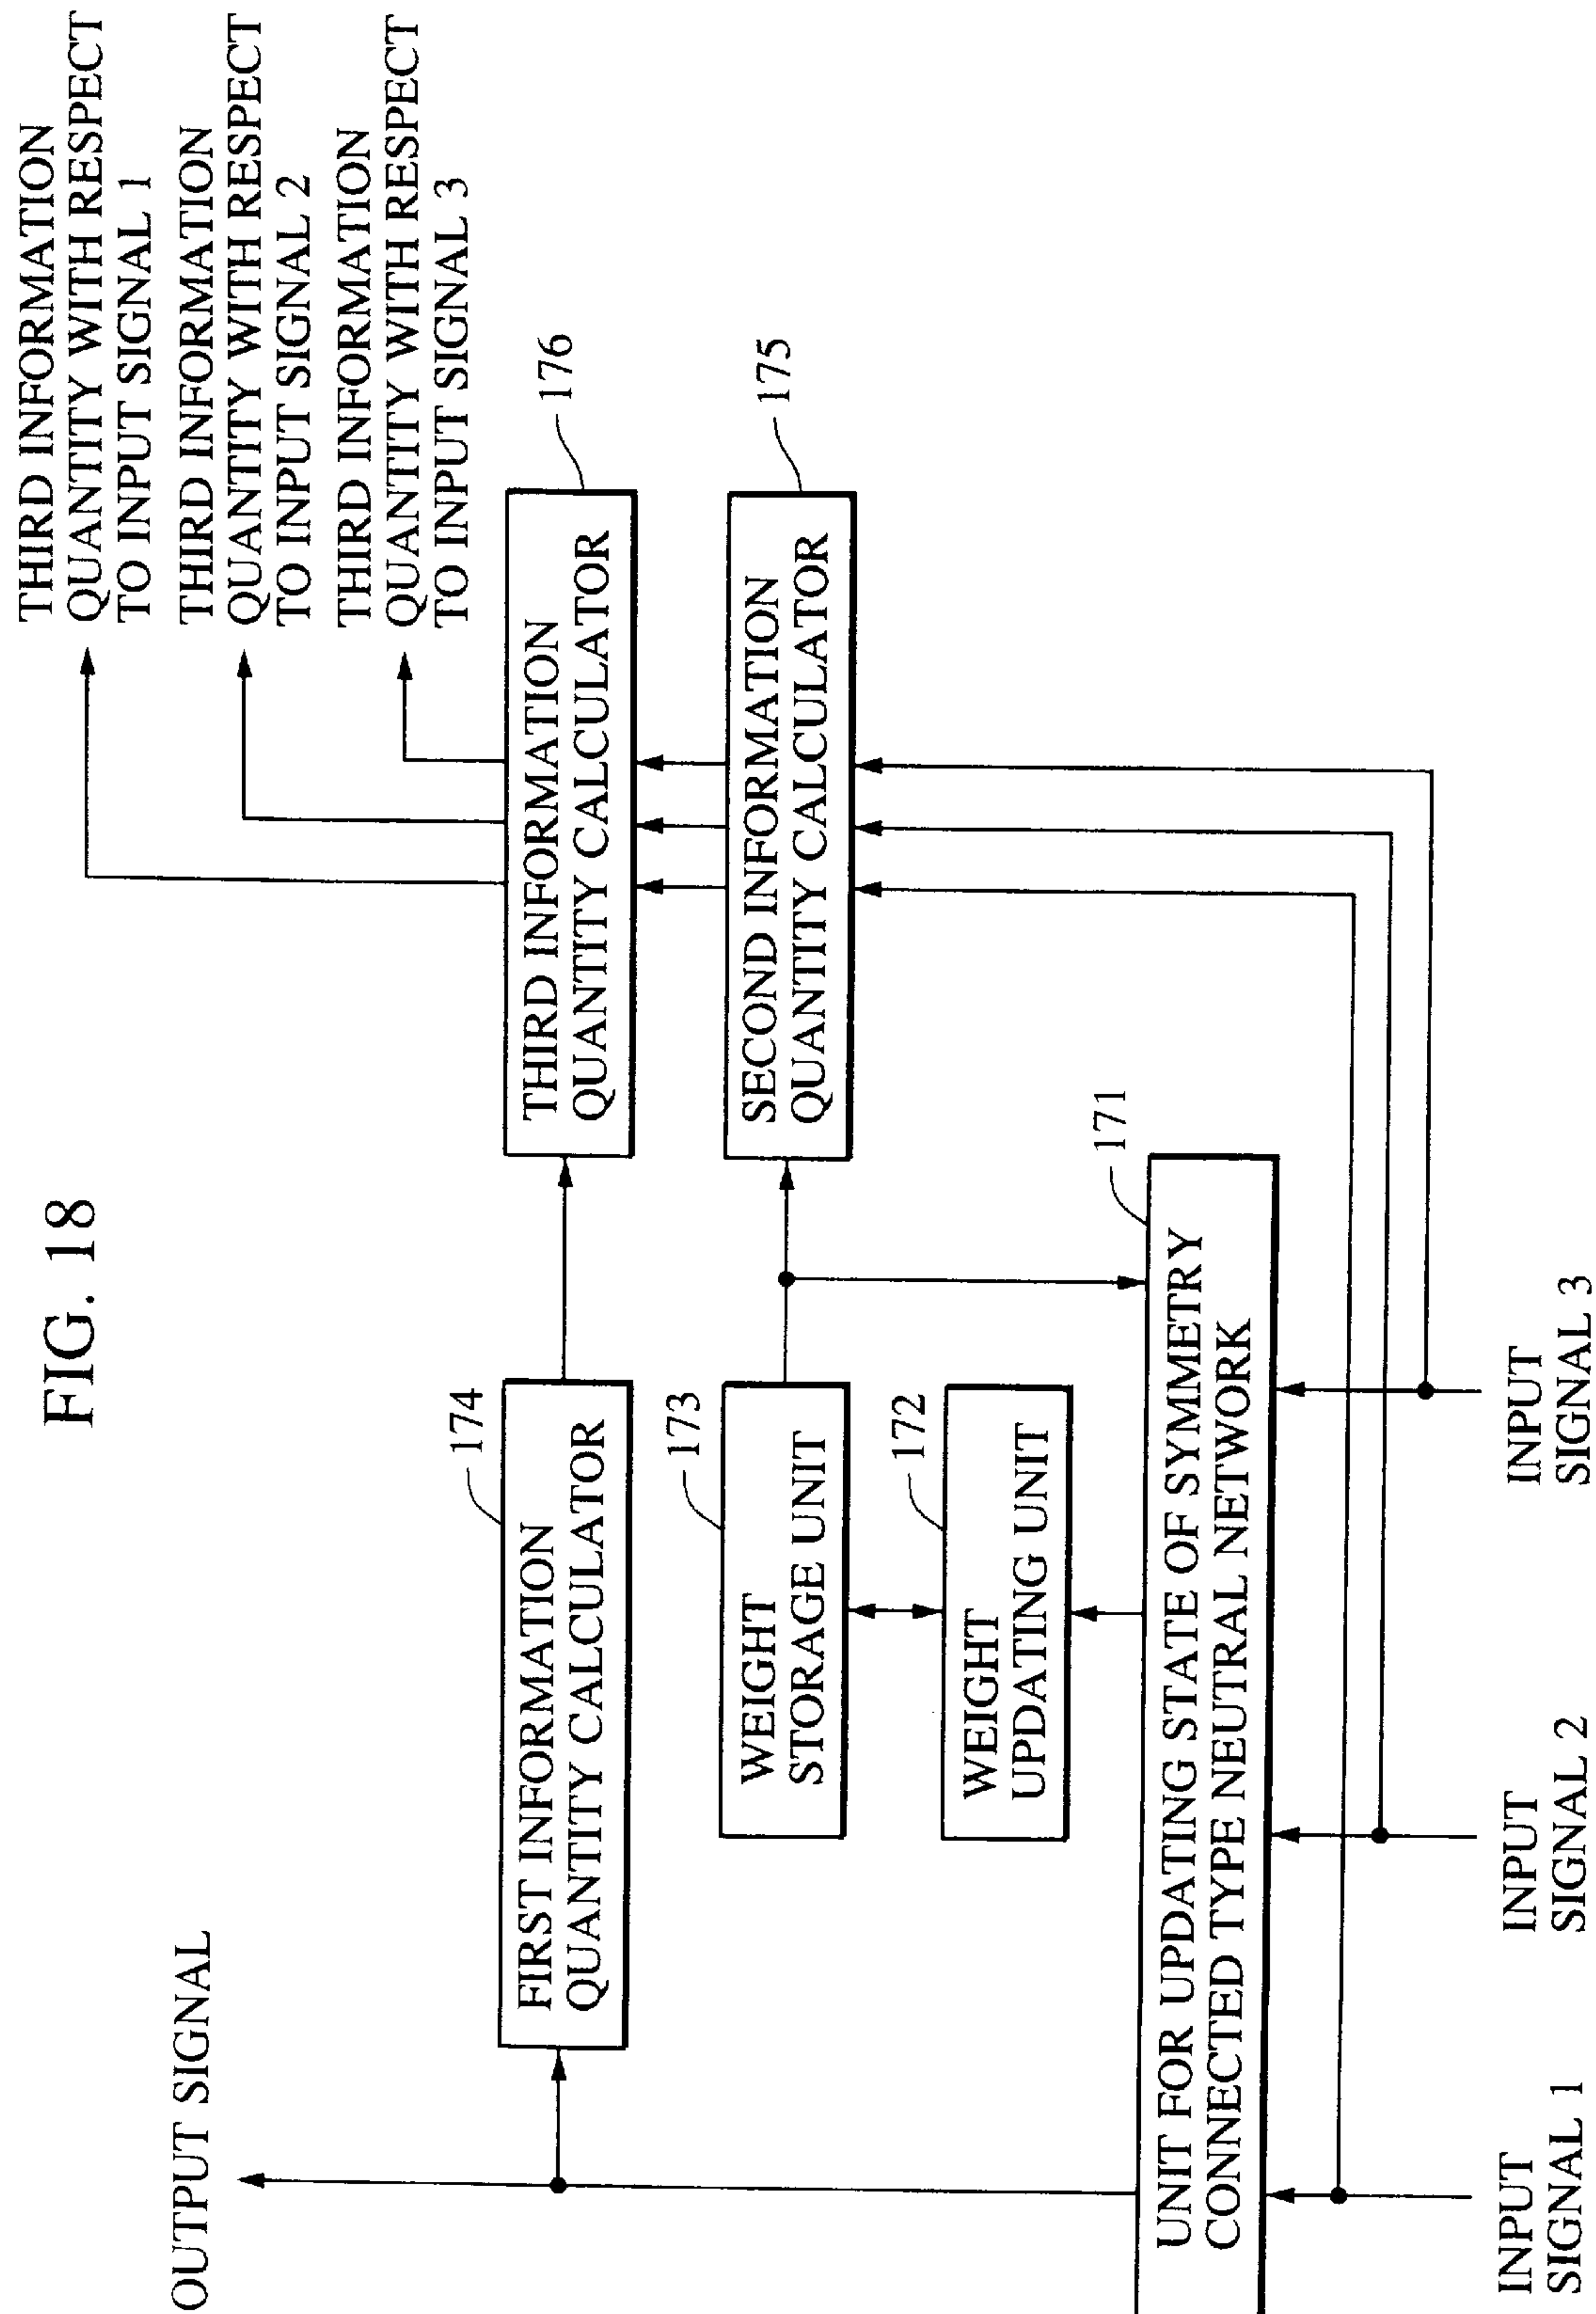 FIG. 18
OUTPUT SIGNAL
THIRD INFORMATION
QUANTITY WITH RESPECT
TO INPUT SIGNAL 1
THIRD INFORMATION
QUANTITY WITH RESPECT
TO INPUT SIGNAL 2
THIRD INFORMATION
QUANTITY WITH RESPECT
TO INPUT SIGNAL 3
174
FIRST INFORMATION
QUANTITY CALCULATOR
176
THIRD INFORMATION
QUANTITY CALCULATOR
173
WEIGHT
STORAGE UNIT
175
SECOND INFORMATION
QUANTITY CALCULATOR
172
WEIGHT
UPDATING UNIT
171
UNIT FOR UPDATING STATE OF SYMMETRY
CONNECTED TYPE NEUTRAL NETWORK
INPUT
SIGNAL 1
INPUT
SIGNAL 2
INPUT
SIGNAL 3